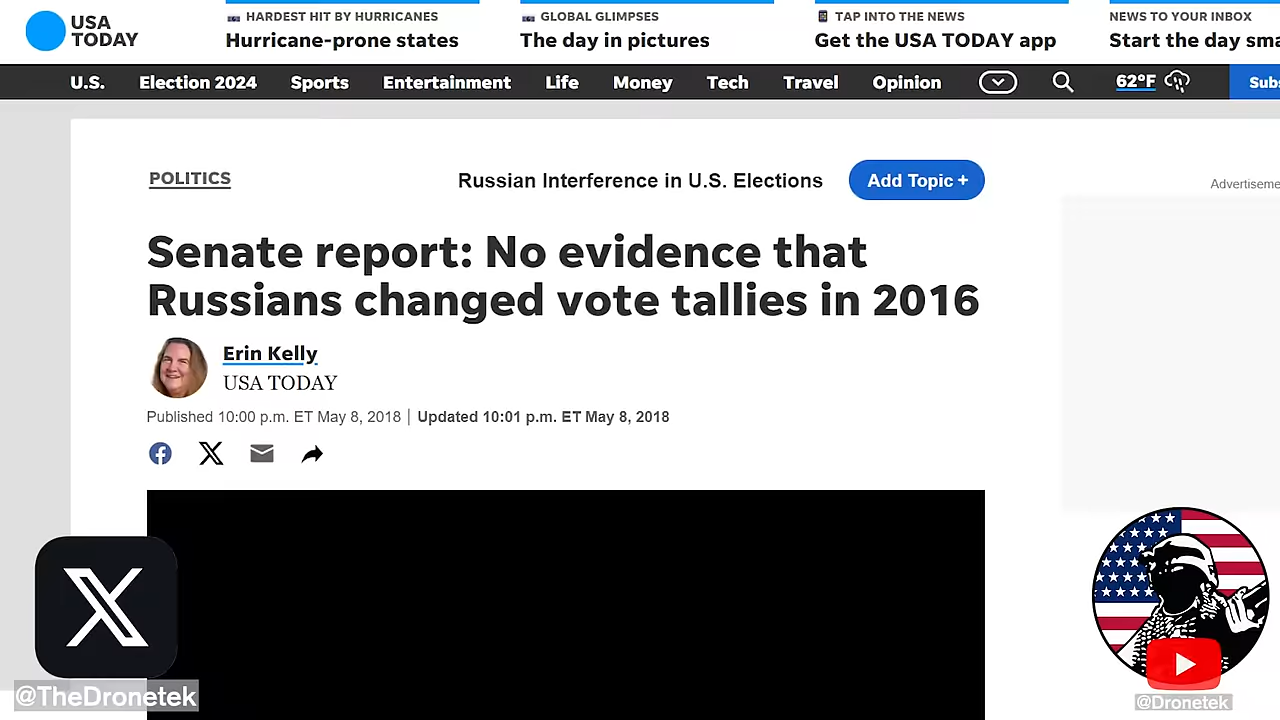 USA
TODAY
HARDEST HIT BY HURRICANES
Hurricane-prone states
GLOBAL GLIMPSES
The day in pictures
TAP INTO THE NEWS
Get the USA TODAY app
NEWS TO YOUR INBOX
Start the day sma
U.S. Election 2024 Sports Entertainment Life Money Tech Travel Opinion 62°F Subs
POLITICS
Russian Interference in U.S. Elections
Add Topic +
Advertiseme
Senate report: No evidence that
Russians changed vote tallies in 2016
Erin Kelly
USA TODAY
Published 10:00 p.m. ET May 8, 2018 | Updated 10:01 p.m. ET May 8, 2018
@TheDronetek
@Dronetek